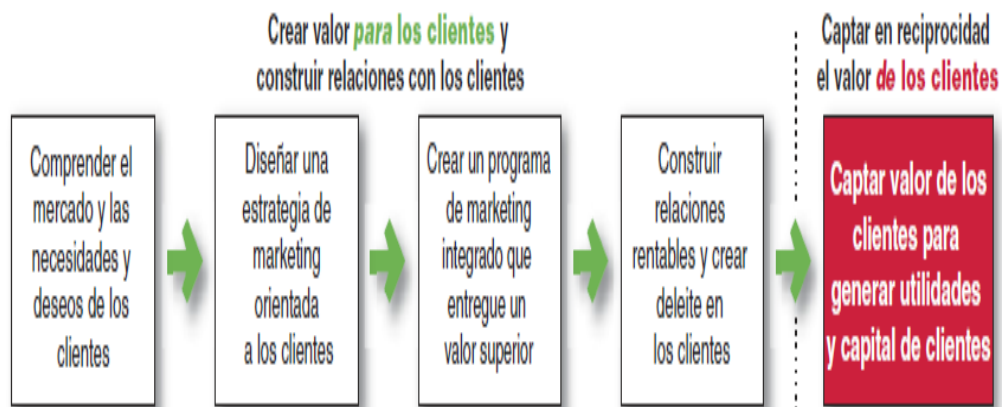 Crear valor para los clientes y
construir relaciones con los clientes
Captar en reciprocidad
el valor de los clientes
Comprender el
mercado y las
necesidades y
deseos de los
clientes
Diseñar una
estrategia de
marketing
orientada
a los clientes
Crear un programa
de marketing
integrado que
entregue un
valor superior
Construir
relaciones
rentables y crear
deleite en
los clientes
Captar valor de los
clientes para
generar utilidades
y capital de clientes